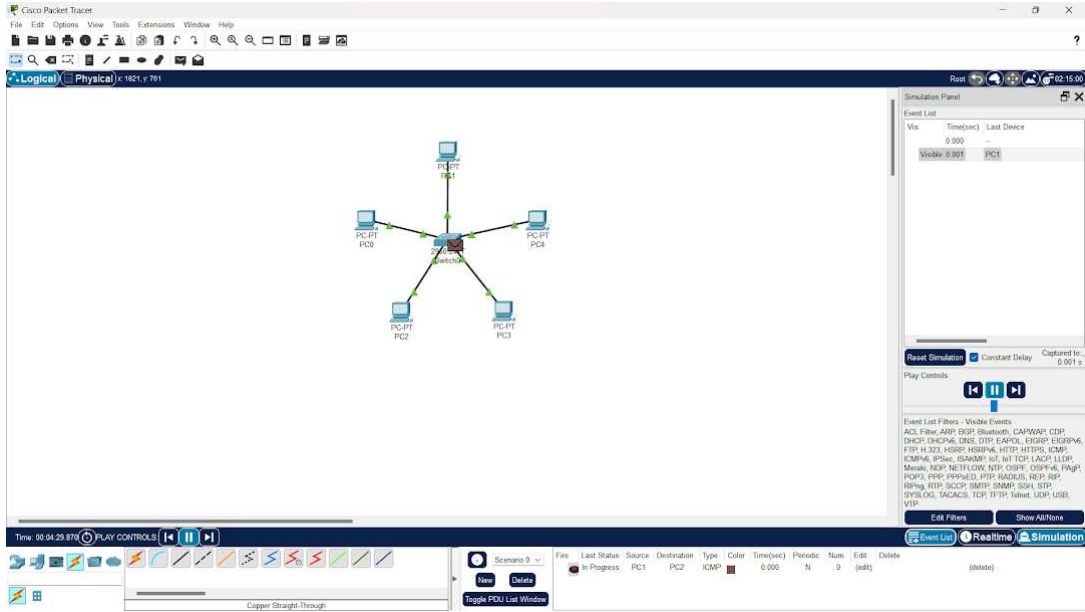 Cisco Packet Tracer
File Edit Options View Tools Extensions Window Help
?
Logical Physical x: 1821, y: 781
Root 02:15:00
PC-PT
PC1
PC-PT
PC0
PC-PT
PC4
Switch0
PC-PT
PC2
PC-PT
PC3
Simulation Panel
Event List
Vis. Time(sec) Last Device
0.000 --
Visible 0.001 PC1
Reset Simulation Constant Delay Captured to:
0.001 s
Play Controls
Event List Filters - Visible Events
ACL Filter, ARP, BGP, Bluetooth, CAPWAP, CDP,
DHCP, DHCPv6, DNS, DTP, EAPOL, EIGRP, EIGRPv6,
FTP, H.323, HSRP, HSRPv6, HTTP, HTTPS, ICMP,
ICMPv6, IPSec, ISAKMP, IoT, IoT TCP, LACP, LLDP,
Meraki, NDP, NETFLOW, NTP, OSPF, OSPFv6, PAgP,
POP3, PPP, PPPoED, PTP, RADIUS, REP, RIP,
RIPng, RTP, SCCP, SMTP, SNMP, SSH, STP,
SYSLOG, TACACS, TCP, TFTP, Telnet, UDP, USB,
VTP
Edit Filters Show All/None
Time: 00:04:29.870 PLAY CONTROLS:
Event List Realtime Simulation
Copper Straight-Through
Scenario 0
New Delete
Toggle PDU List Window
Fire Last Status Source Destination Type Color Time(sec) Periodic Num Edit Delete
In Progress PC1 PC2 ICMP 0.000 N 0 (edit) (delete)